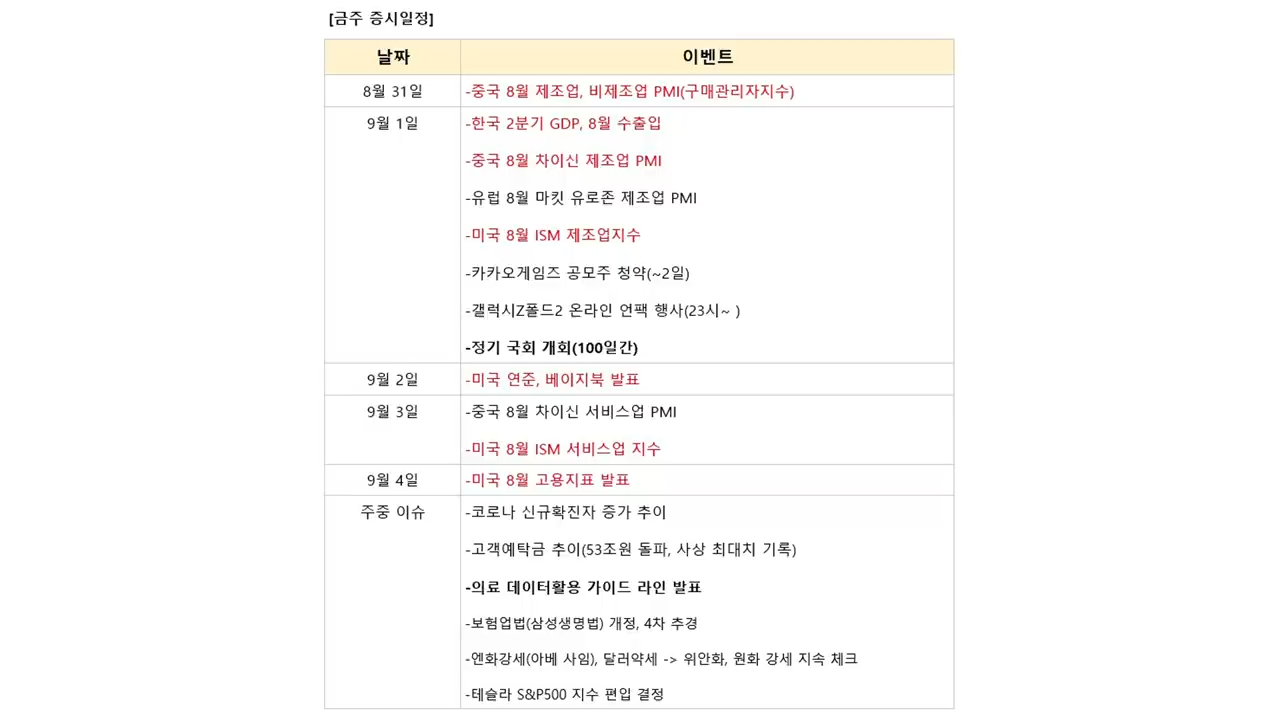 [금주 증시일정]
날짜 이벤트
8월 31일 -중국 8월 제조업, 비제조업 PMI(구매관리자지수)
9월 1일 -한국 2분기 GDP, 8월 수출입
-중국 8월 차이신 제조업 PMI
-유럽 8월 마킷 유로존 제조업 PMI
-미국 8월 ISM 제조업지수
-카카오게임즈 공모주 청약(~2일)
-갤럭시Z폴드2 온라인 언팩 행사(23시~ )
-정기 국회 개회(100일간)
9월 2일 -미국 연준, 베이지북 발표
9월 3일 -중국 8월 차이신 서비스업 PMI
-미국 8월 ISM 서비스업 지수
9월 4일 -미국 8월 고용지표 발표
주중 이슈 -코로나 신규확진자 증가 추이
-고객예탁금 추이(53조원 돌파, 사상 최대치 기록)
-의료 데이터활용 가이드 라인 발표
-보험업법(삼성생명법) 개정, 4차 추경
-엔화강세(아베 사임), 달러약세 -> 위안화, 원화 강세 지속 체크
-테슬라 S&P500 지수 편입 결정